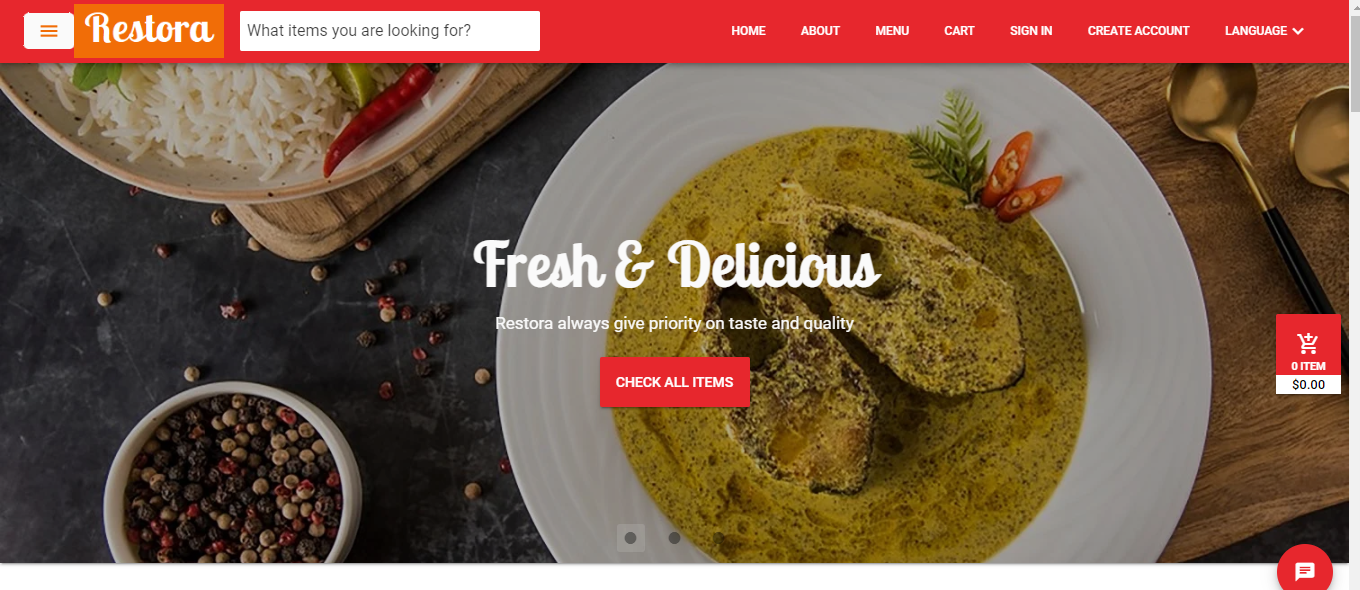 Restora
What items you are looking for?
HOME ABOUT MENU CART SIGN IN CREATE ACCOUNT LANGUAGE
Fresh & Delicious
Restora always give priority on taste and quality
CHECK ALL ITEMS
0 ITEM
$0.00